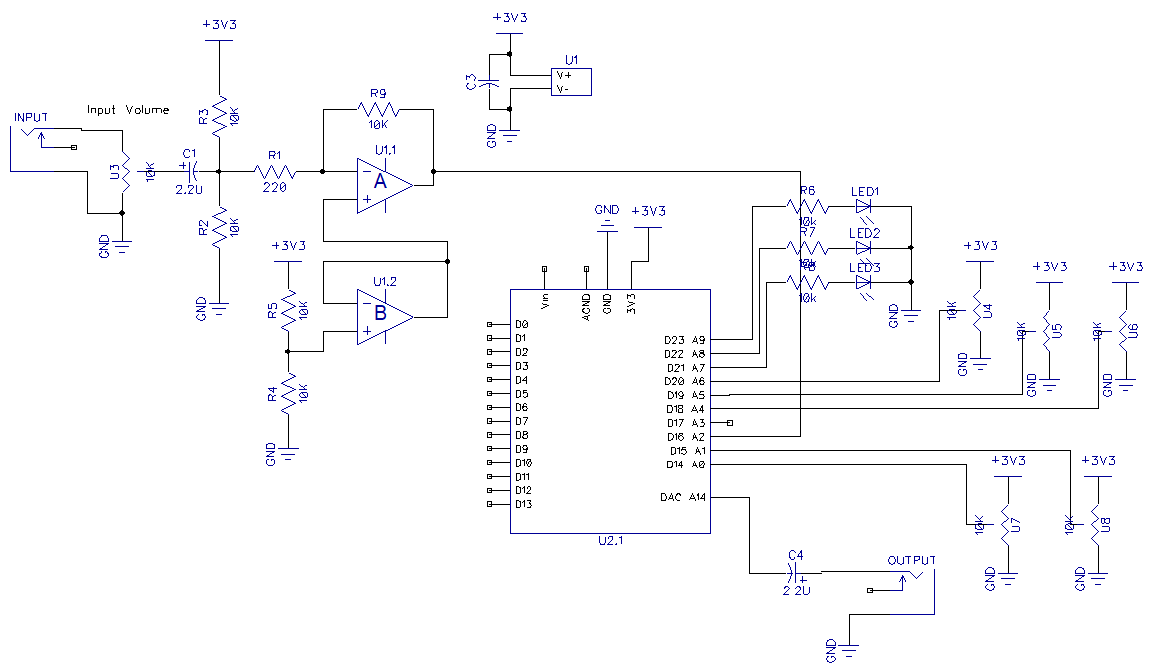 +3V3
C3
U1
V+
V-
GND
+3V3
R3
10K
Input Volume
INPUT
U3
10K
C1
+
2.2U
R1
220
R2
10K
GND
GND
R9
10K
U1.1
-
A
+
+3V3
R5
10K
U1.2
-
B
+
R4
10K
GND
GND
+3V3
Vin
AGND
GND
3V3
D0
D1
D2
D3
D4
D5
D6
D7
D8
D9
D10
D11
D12
D13
D23 A9
D22 A8
D21 A7
D20 A6
D19 A5
D18 A4
D17 A3
D16 A2
D15 A1
D14 A0
DAC A14
U2.1
R6
10k
LED1
R7
LED2
10k
LED3
GND
+3V3
10K
U4
GND
+3V3
10K
U5
GND
+3V3
10K
U6
GND
+3V3
10K
U7
GND
+3V3
10K
U8
GND
C4
+
2 2U
OUTPUT
GND